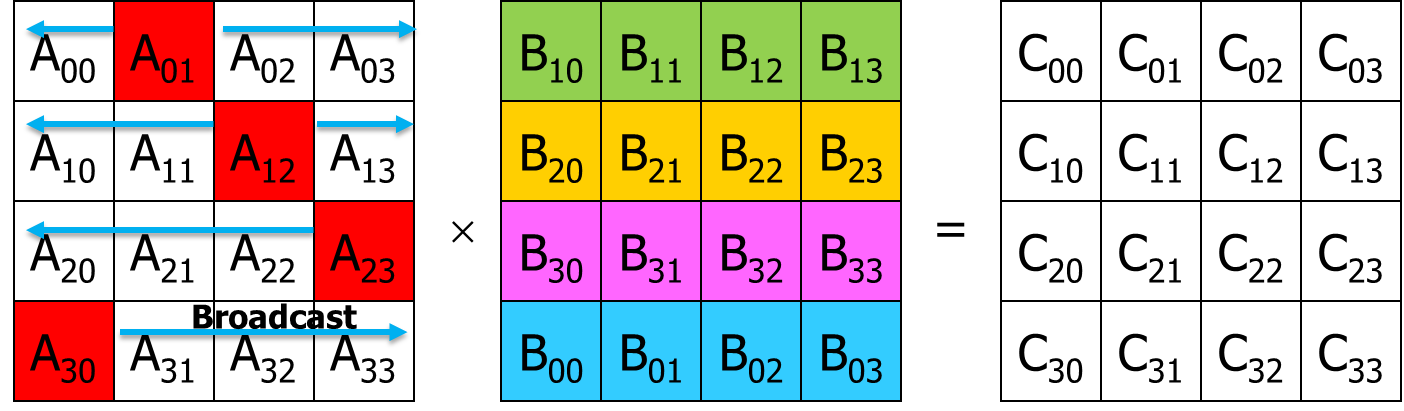 A00 A01 A02 A03 B10 B11 B12 B13 C00 C01 C02 C03
A10 A11 A12 A13 B20 B21 B22 B23 C10 C11 C12 C13
× =
A20 A21 A22 A23 B30 B31 B32 B33 C20 C21 C22 C23
Broadcast
A30 A31 A32 A33 B00 B01 B02 B03 C30 C31 C32 C33